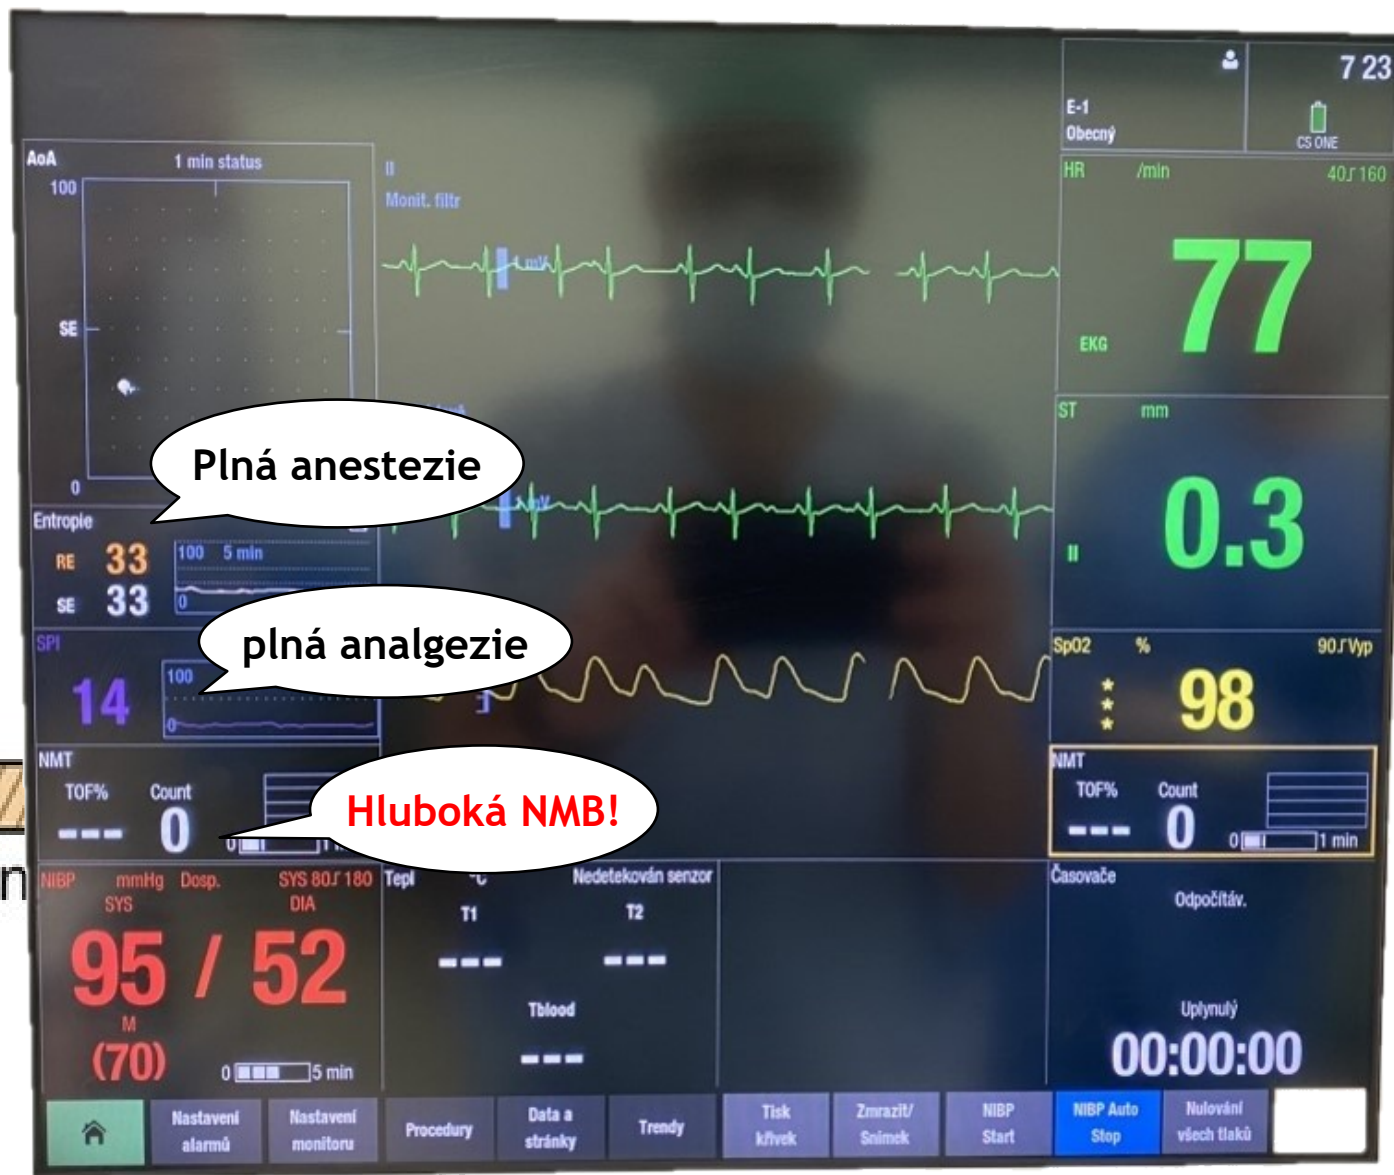 7 23
E-1
Obecný
CS ONE
AoA
1 min status
100
SE
0
II
Monit. filtr
1 mV
HR /min 40 160
77
EKG
Plná anestezie
ST mm
0.3
II
Entropie
RE 33
SE 33
100 5 min
0
1 mV
plná analgezie
SPI
14
100
0
SpO2 % 90 Vyp
* * *
98
NMT
TOF% Count
--- 0
0
Hluboká NMB!
NMT
TOF% Count
--- 0
0 1 min
n
NIBP mmHg Dosp. SYS 80 180
SYS DIA
95 / 52
M
(70)
0 5 min
Tepl °C Nedetekován senzor
T1 T2
--- ---
Tblood
---
Časovače
Odpočítáv.
Uplynulý
00:00:00
Nastavení
alarmů
Nastavení
monitoru
Procedury
Data a
stránky
Trendy
Tisk
křivek
Zmrazit/
Snímek
NIBP
Start
NIBP Auto
Stop
Nulování
všech tlaků